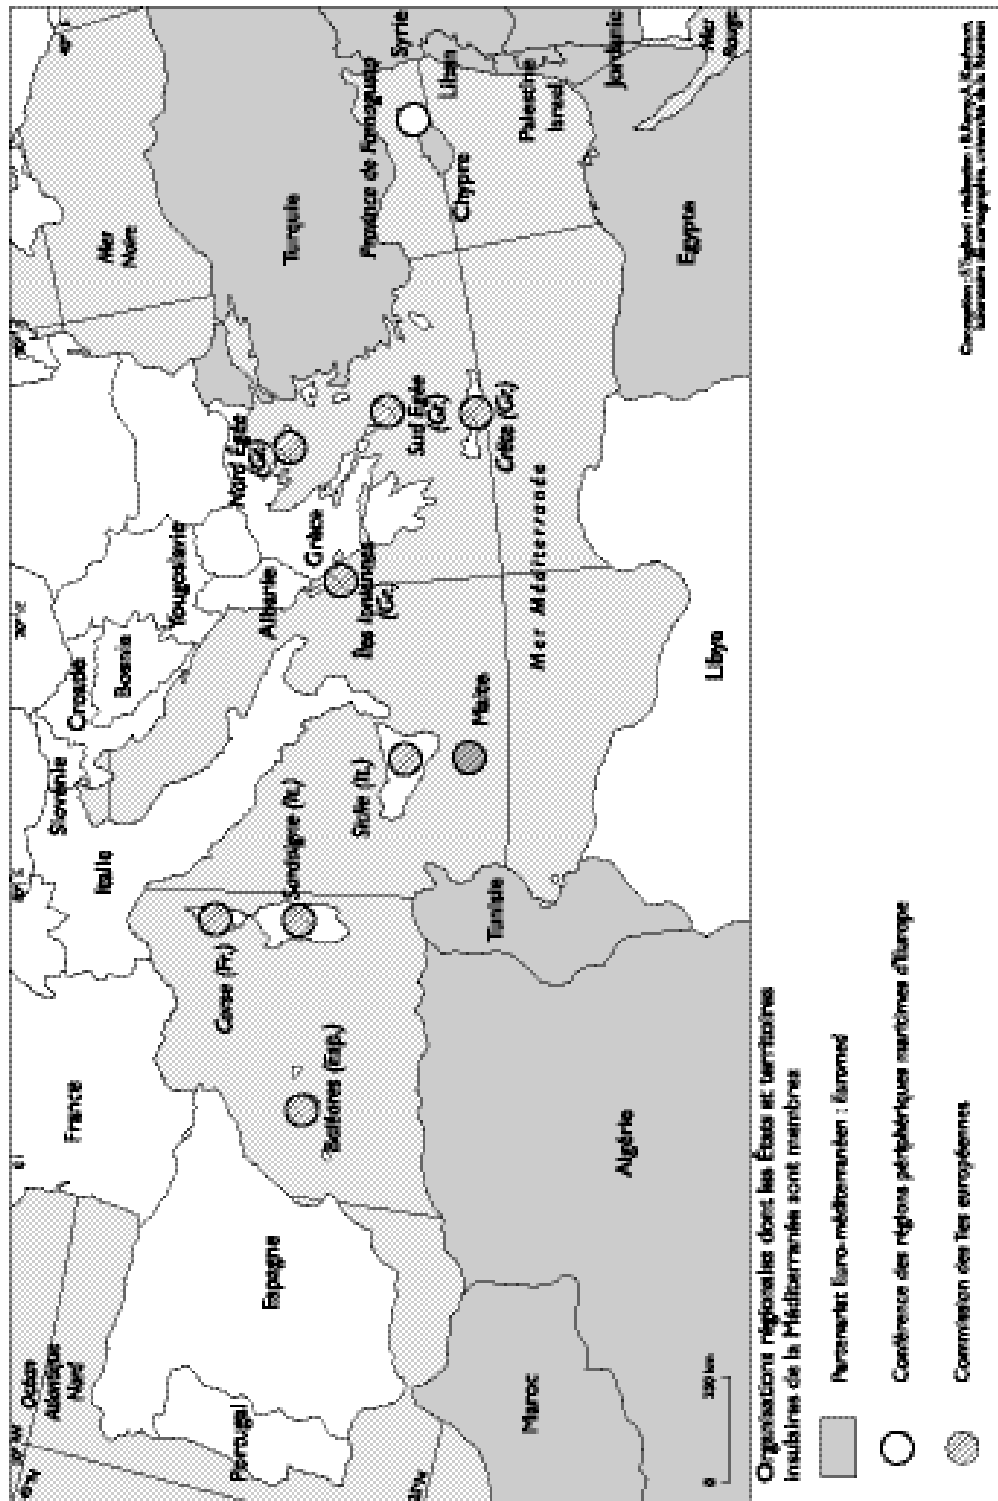 Océan
Atlantique
Nord
Portugal
Espagne
France
Italie
Slovénie
Croatie
Bosnie
Yougoslavie
Albanie
Grèce
Mer
Noire
Turquie
Syrie
Liban
Palestine
Israël
Jordanie
Mer
Rouge
Province de Famagusta
Chypre
Egypte
Nord Egée
(Gr.)
Sud Egée
(Gr.)
Crète (Gr.)
Îles Ioniennes
(Gr.)
Mer Méditerranée
Malte
Sicile (It.)
Sardaigne (It.)
Corse (Fr.)
Baléares (Esp.)
Tunisie
Libye
Algérie
Maroc
Organisations régionales dont les États et territoires
insulaires de la Méditerranée sont membres
Partenariat Euro-méditerranéen : Euromed
Conférence des régions périphériques maritimes d'Europe
Commission des îles européennes